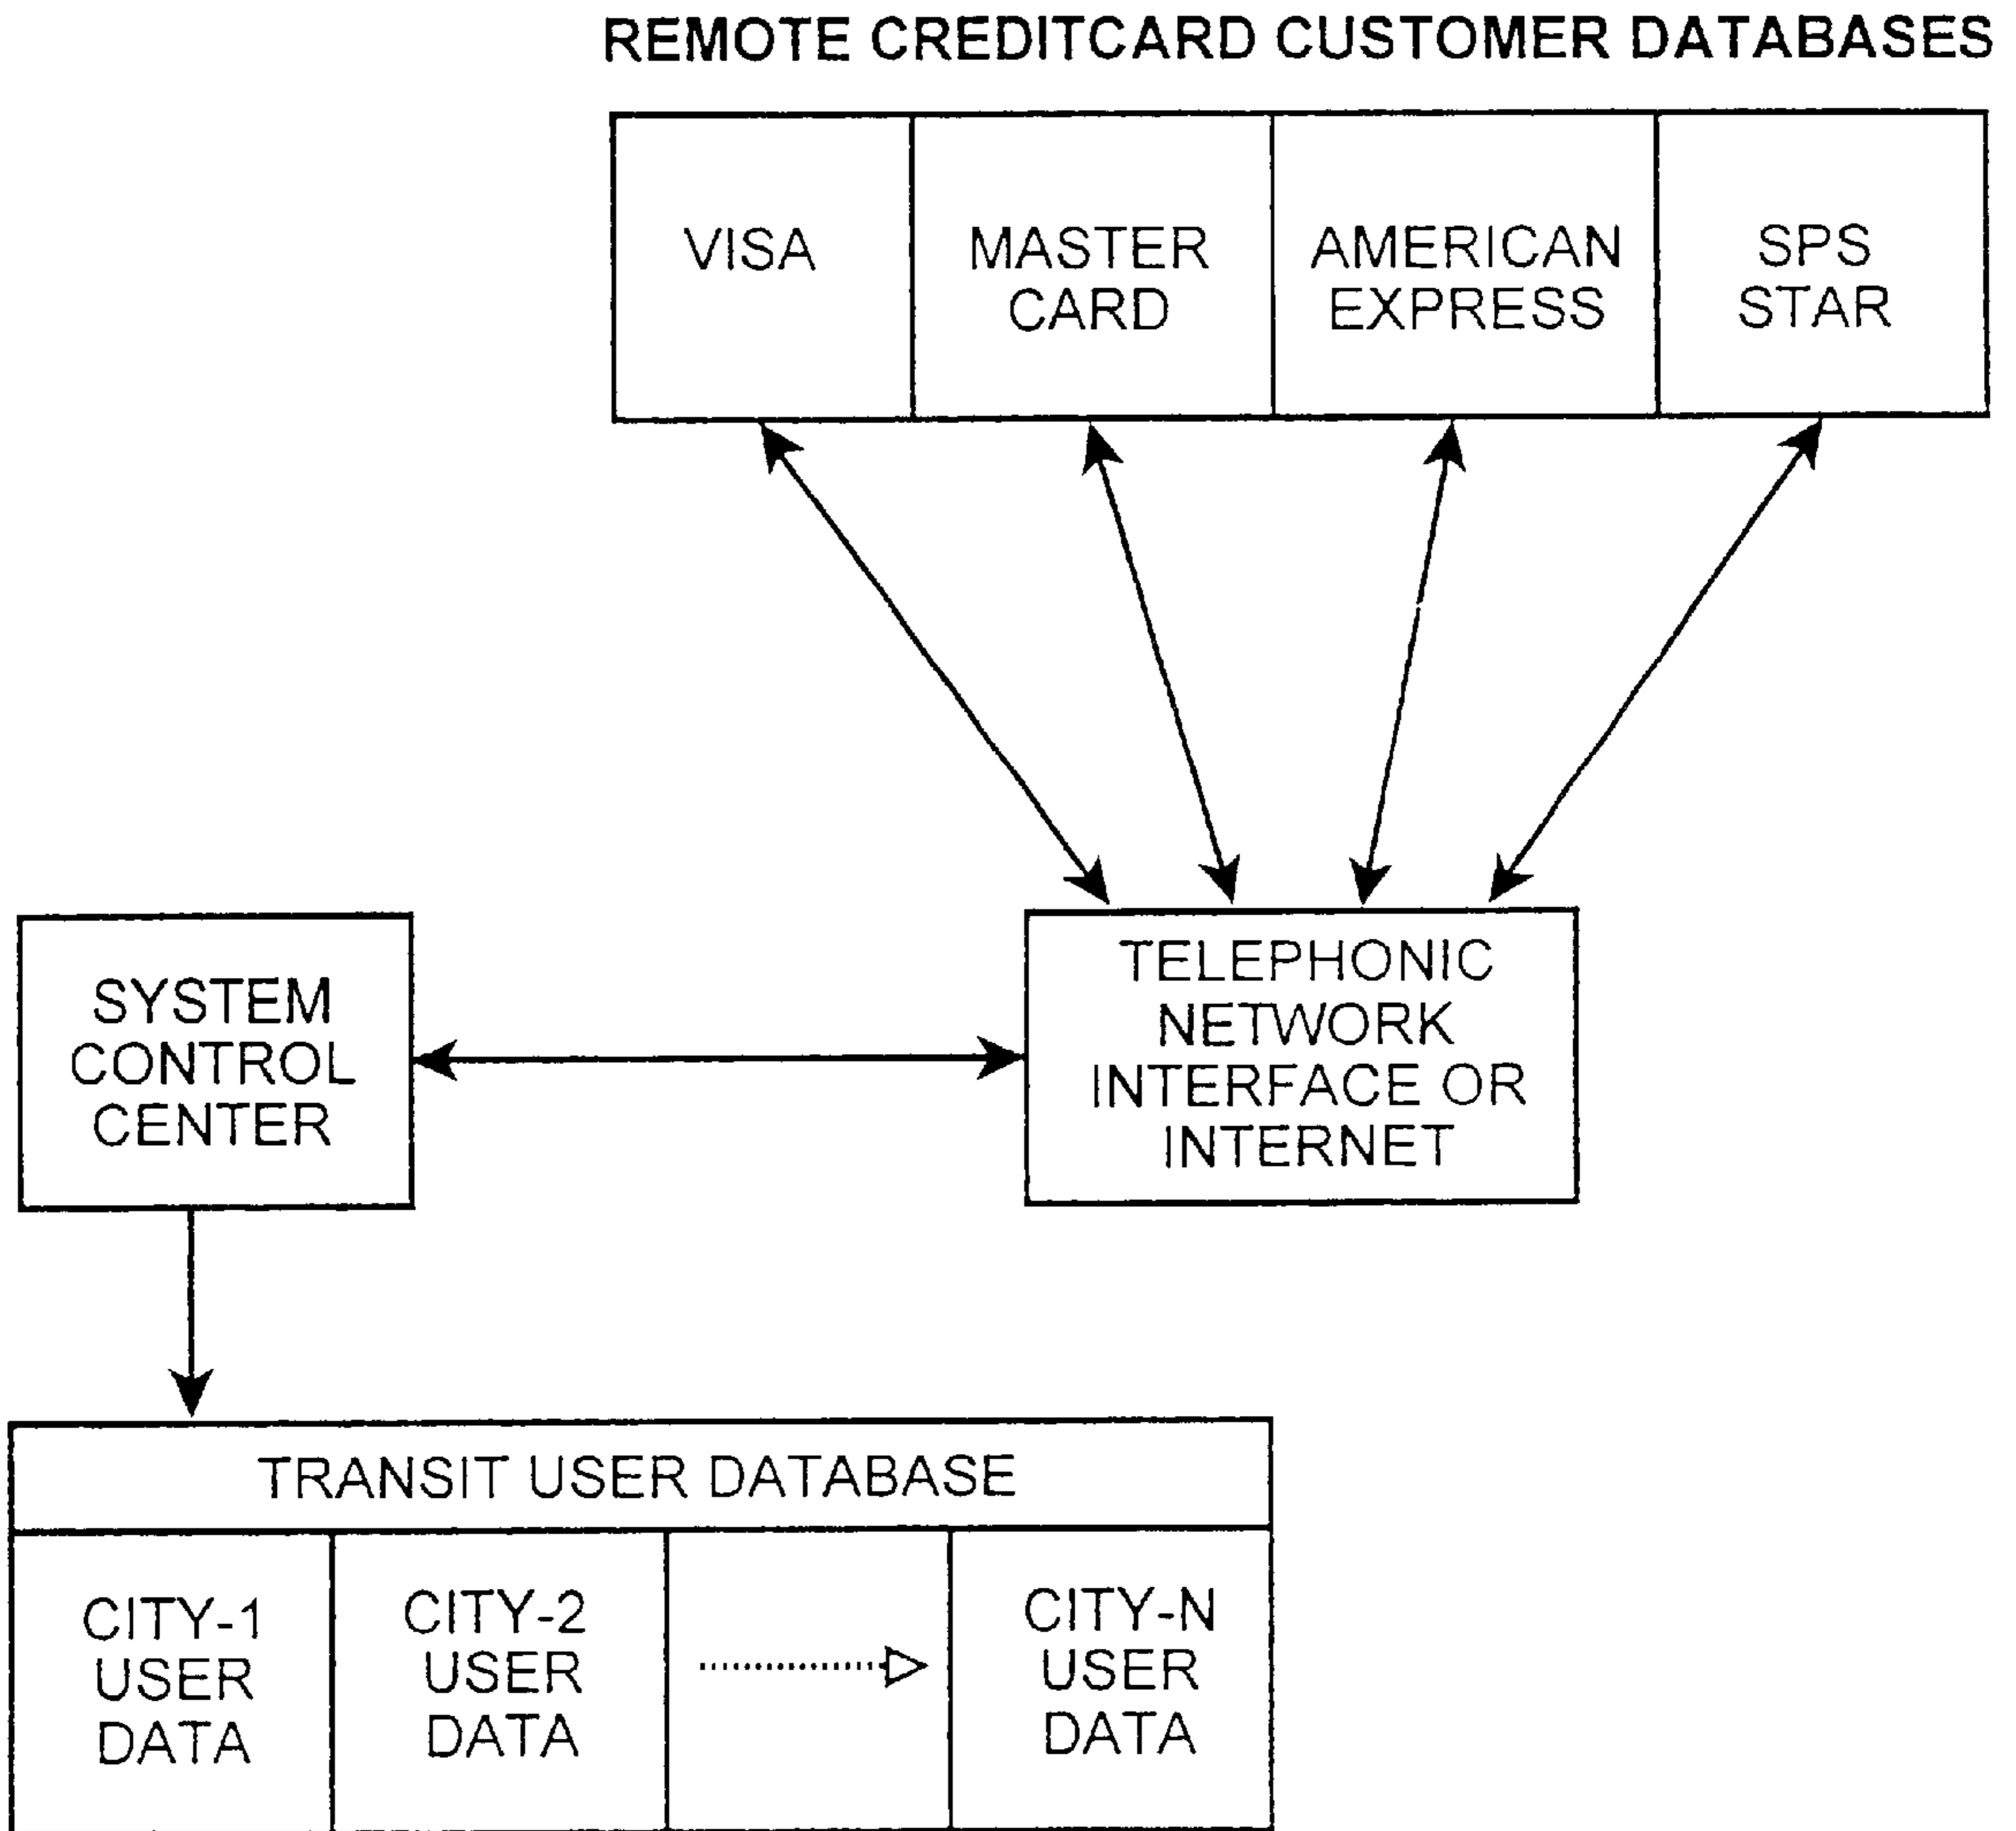 REMOTE CREDITCARD CUSTOMER DATABASES
VISA
MASTER
CARD
AMERICAN
EXPRESS
SPS
STAR
SYSTEM
CONTROL
CENTER
TELEPHONIC
NETWORK
INTERFACE OR
INTERNET
TRANSIT USER DATABASE
CITY-1
USER
DATA
CITY-2
USER
DATA
CITY-N
USER
DATA